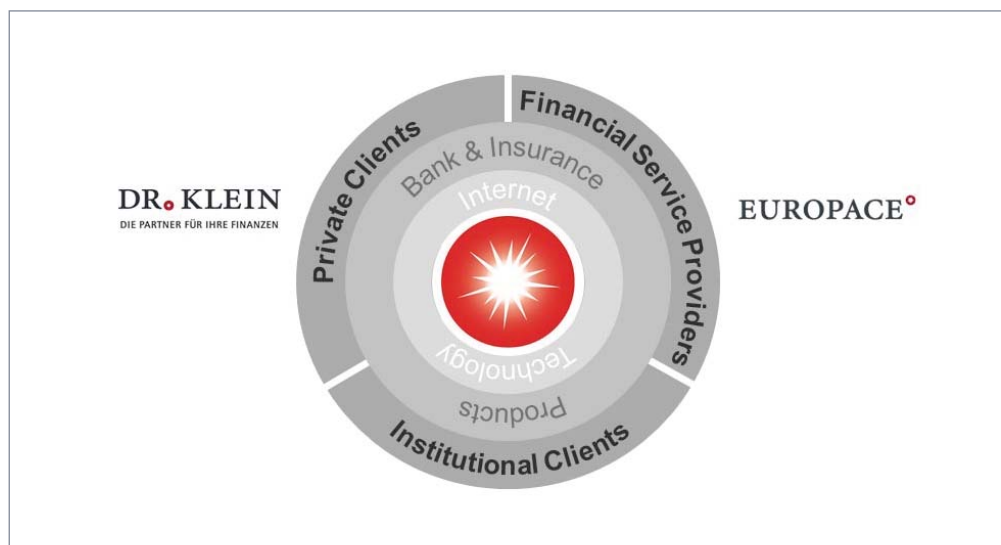 Private Clients
Financial Service Providers
Bank & Insurance
Internet
DR. KLEIN
DIE PARTNER FÜR IHRE FINANZEN
EUROPACE
Technology
Products
Institutional Clients